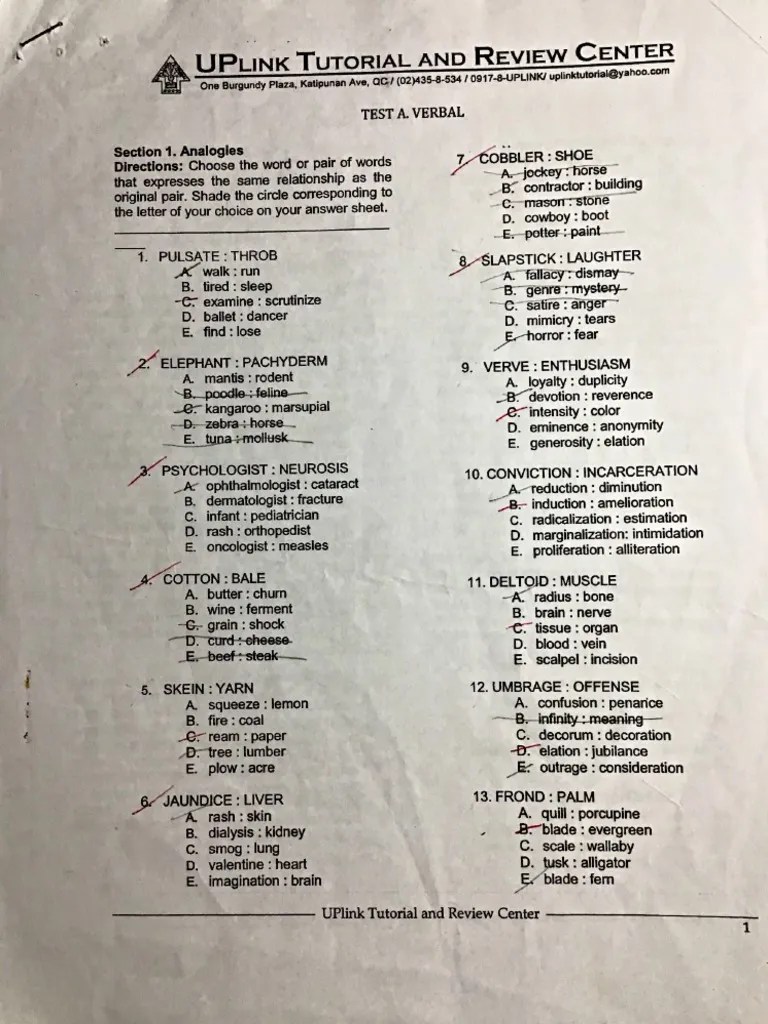 UPLINK TUTORIAL AND REVIEW CENTER
One Burgundy Plaza, Katipunan Ave, QC / (02)435-8-534 / 0917-8-UPLINK/ uplinktutorial@yahoo.com
TEST A. VERBAL
Section 1. Analogies
Directions: Choose the word or pair of words
that expresses the same relationship as the
original pair. Shade the circle corresponding to
the letter of your choice on your answer sheet.
1. PULSATE : THROB
A. walk : run
B. tired : sleep
C. examine : scrutinize
D. ballet : dancer
E. find : lose
2. ELEPHANT : PACHYDERM
A. mantis : rodent
B. poodle : feline
C. kangaroo : marsupial
D. zebra : horse
E. tuna : mollusk
3. PSYCHOLOGIST : NEUROSIS
A. ophthalmologist : cataract
B. dermatologist : fracture
C. infant : pediatrician
D. rash : orthopedist
E. oncologist : measles
4. COTTON : BALE
A. butter : churn
B. wine : ferment
C. grain : shock
D. curd : cheese
E. beef : steak
5. SKEIN : YARN
A. squeeze : lemon
B. fire : coal
C. ream : paper
D. tree : lumber
E. plow : acre
6. JAUNDICE : LIVER
A. rash : skin
B. dialysis : kidney
C. smog : lung
D. valentine : heart
E. imagination : brain
7. COBBLER : SHOE
A. jockey : horse
B. contractor : building
C. mason : stone
D. cowboy : boot
E. potter : paint
8. SLAPSTICK : LAUGHTER
A. fallacy : dismay
B. genre : mystery
C. satire : anger
D. mimicry : tears
E. horror : fear
9. VERVE : ENTHUSIASM
A. loyalty : duplicity
B. devotion : reverence
C. intensity : color
D. eminence : anonymity
E. generosity : elation
10. CONVICTION : INCARCERATION
A. reduction : diminution
B. induction : amelioration
C. radicalization : estimation
D. marginalization: intimidation
E. proliferation : alliteration
11. DELTOID : MUSCLE
A. radius : bone
B. brain : nerve
C. tissue : organ
D. blood : vein
E. scalpel : incision
12. UMBRAGE : OFFENSE
A. confusion : penance
B. infinity : meaning
C. decorum : decoration
D. elation : jubilance
E. outrage : consideration
13. FROND : PALM
A. quill : porcupine
B. blade : evergreen
C. scale : wallaby
D. tusk : alligator
E. blade : fern
UPlink Tutorial and Review Center
1